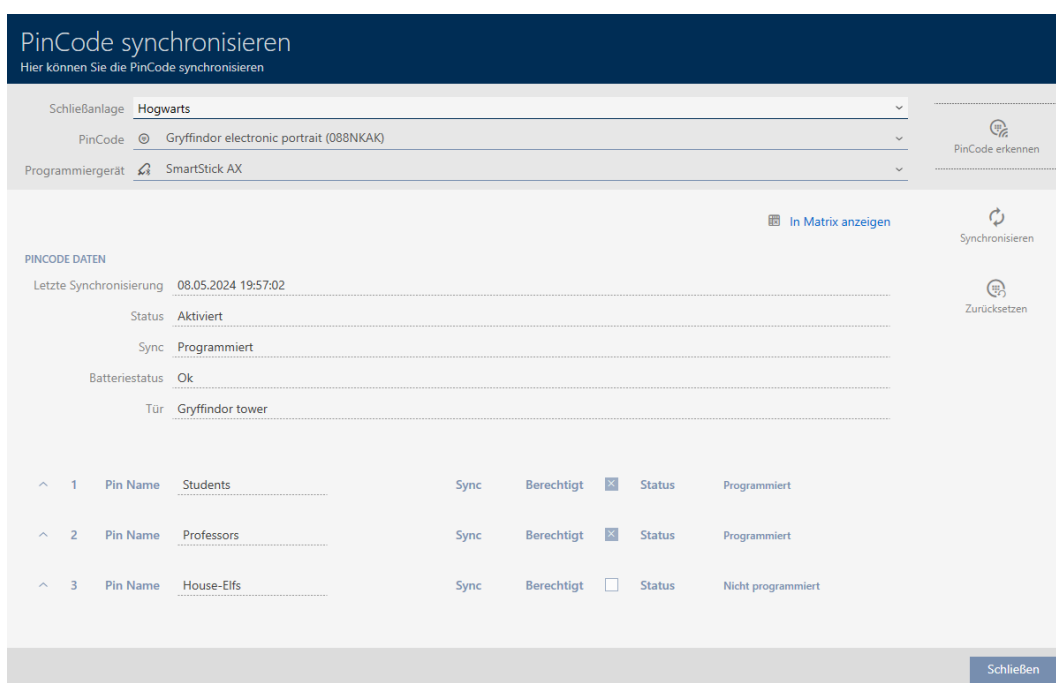 PinCode synchronisieren
Hier können Sie die PinCode synchronisieren
Schließanlage Hogwarts
PinCode Gryffindor electronic portrait (088NKAK)
PinCode erkennen
Programmiergerät SmartStick AX
In Matrix anzeigen
Synchronisieren
PINCODE DATEN
Letzte Synchronisierung 08.05.2024 19:57:02
Zurücksetzen
Status Aktiviert
Sync Programmiert
Batteriestatus Ok
Tür Gryffindor tower
1 Pin Name Students Sync Berechtigt Status Programmiert
2 Pin Name Professors Sync Berechtigt Status Programmiert
3 Pin Name House-Elfs Sync Berechtigt Status Nicht programmiert
Schließen